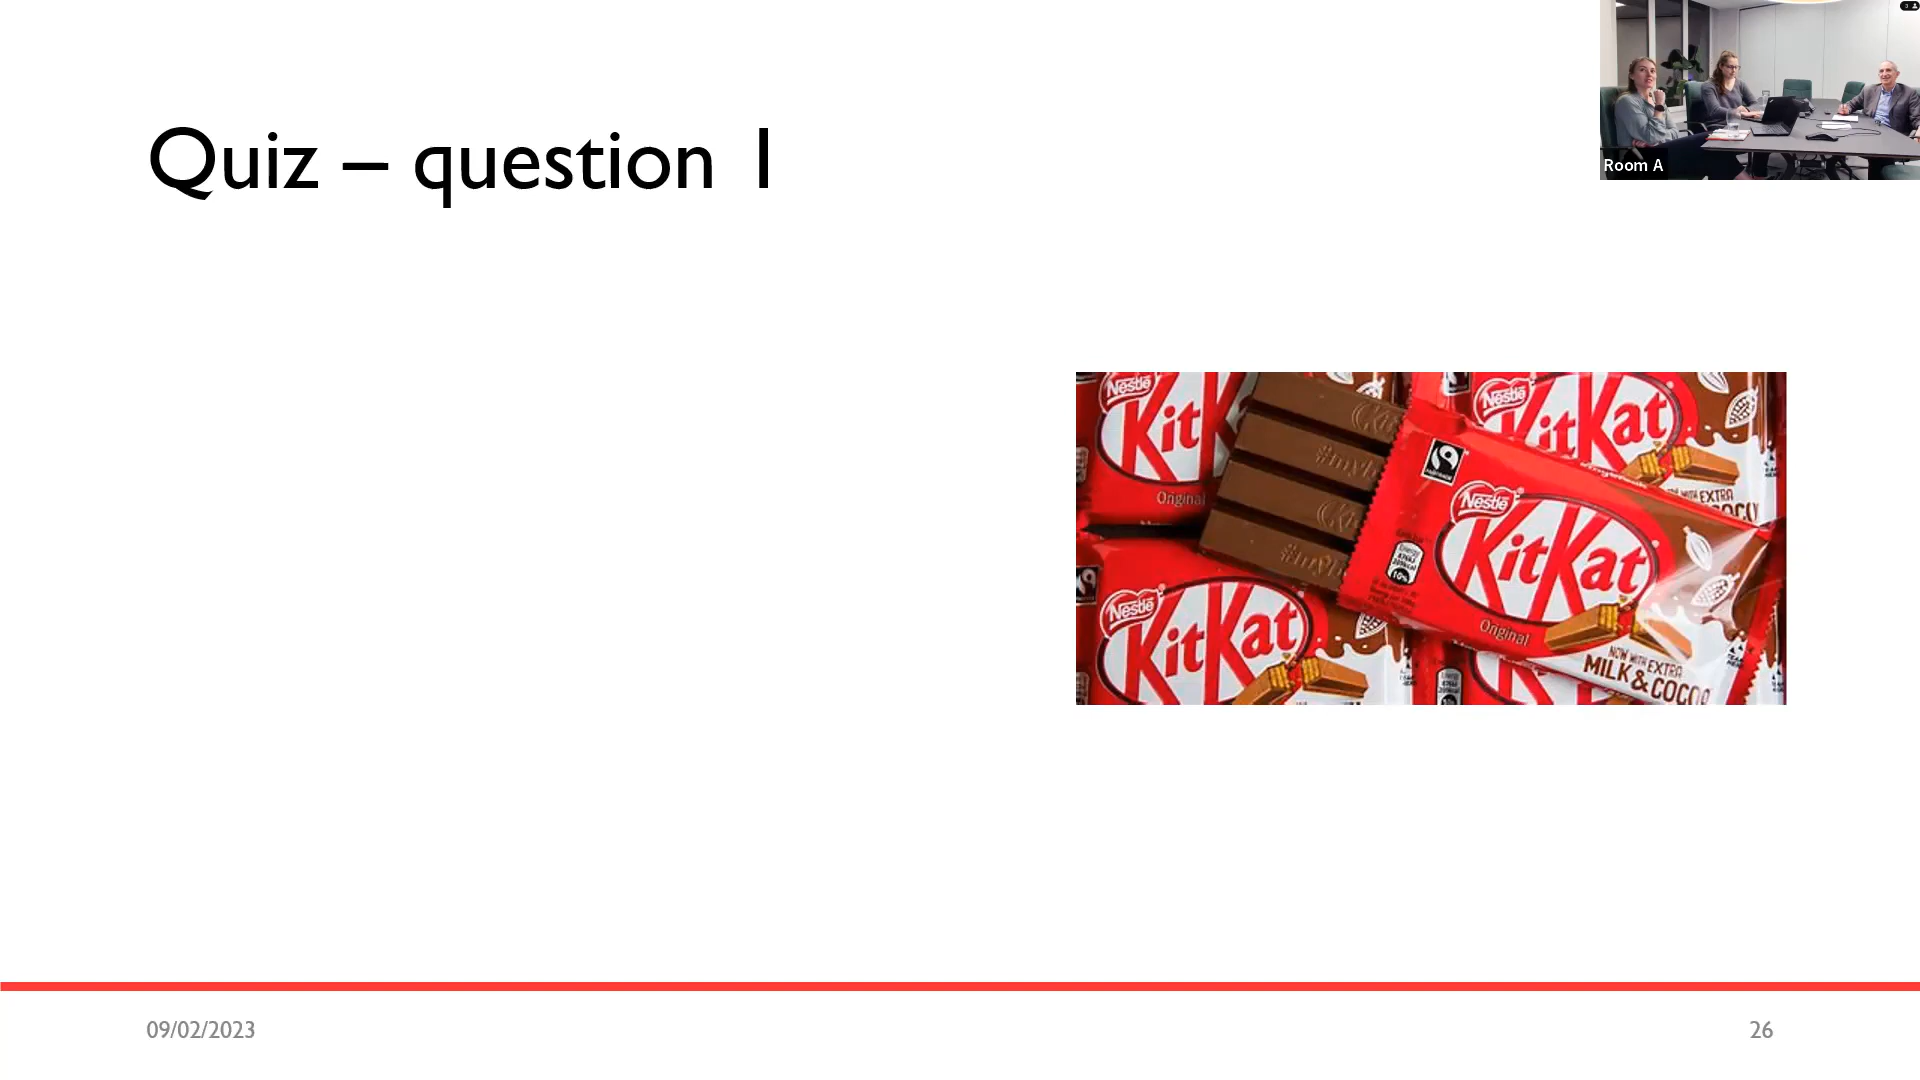 Quiz – question 1
3
Room A
Nestlé
KitKat
Original
Nestlé
KitKat
NOW WITH EXTRA
Nestlé
KitKat
Original
NOW WITH EXTRA
MILK & COCOA
Nestlé
KitKat
09/02/2023
26